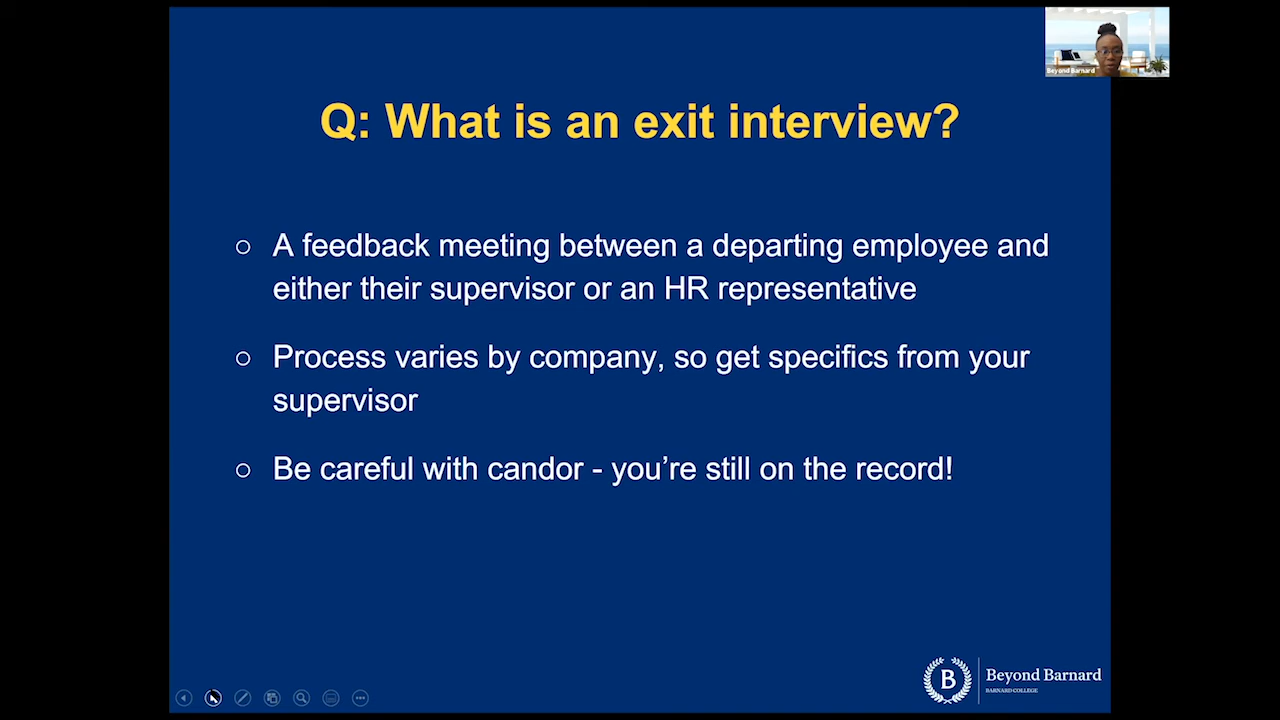 Beyond Barnard
Q: What is an exit interview?
○ A feedback meeting between a departing employee and
either their supervisor or an HR representative
○ Process varies by company, so get specifics from your
supervisor
○ Be careful with candor - you’re still on the record!
B
Beyond Barnard
BARNARD COLLEGE